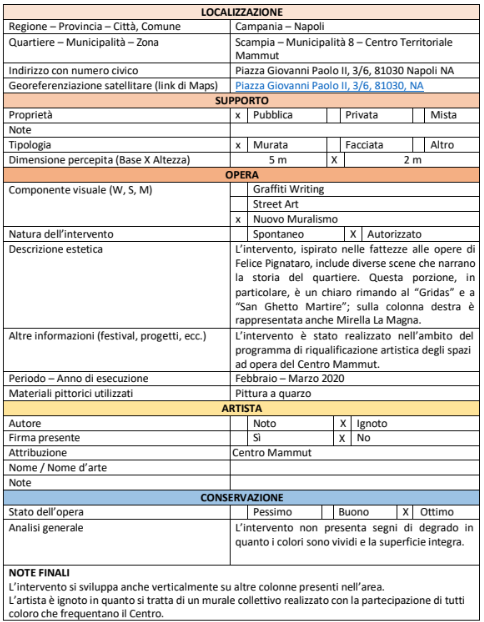 LOCALIZZAZIONE
Regione – Provincia – Città, Comune Campania – Napoli
Quartiere – Municipalità – Zona Scampia – Municipalità 8 – Centro Territoriale
Mammut
Indirizzo con numero civico Piazza Giovanni Paolo II, 3/6, 81030 Napoli NA
Georeferenziazione satellitare (link di Maps) Piazza Giovanni Paolo II, 3/6, 81030, NA
SUPPORTO
Proprietà x Pubblica Privata Mista
Note
Tipologia x Murata Facciata Altro
Dimensione percepita (Base X Altezza) 5 m X 2 m
OPERA
Componente visuale (W, S, M) Graffiti Writing
Street Art
x Nuovo Muralismo
Natura dell'intervento Spontaneo X Autorizzato
Descrizione estetica L'intervento, ispirato nelle fattezze alle opere di
Felice Pignataro, include diverse scene che narrano
la storia del quartiere. Questa porzione, in
particolare, è un chiaro rimando al "Gridas" e a
"San Ghetto Martire"; sulla colonna destra è
rappresentata anche Mirella La Magna.
Altre informazioni (festival, progetti, ecc.) L'intervento è stato realizzato nell'ambito del
programma di riqualificazione artistica degli spazi
ad opera del Centro Mammut.
Periodo – Anno di esecuzione Febbraio – Marzo 2020
Materiali pittorici utilizzati Pittura a quarzo
ARTISTA
Autore Noto X Ignoto
Firma presente Sì X No
Attribuzione Centro Mammut
Nome / Nome d'arte
Note
CONSERVAZIONE
Stato dell'opera Pessimo Buono X Ottimo
Analisi generale L'intervento non presenta segni di degrado in
quanto i colori sono vividi e la superficie integra.
NOTE FINALI
L'intervento si sviluppa anche verticalmente su altre colonne presenti nell'area.
L'artista è ignoto in quanto si tratta di un murale collettivo realizzato con la partecipazione di tutti
coloro che frequentano il Centro.